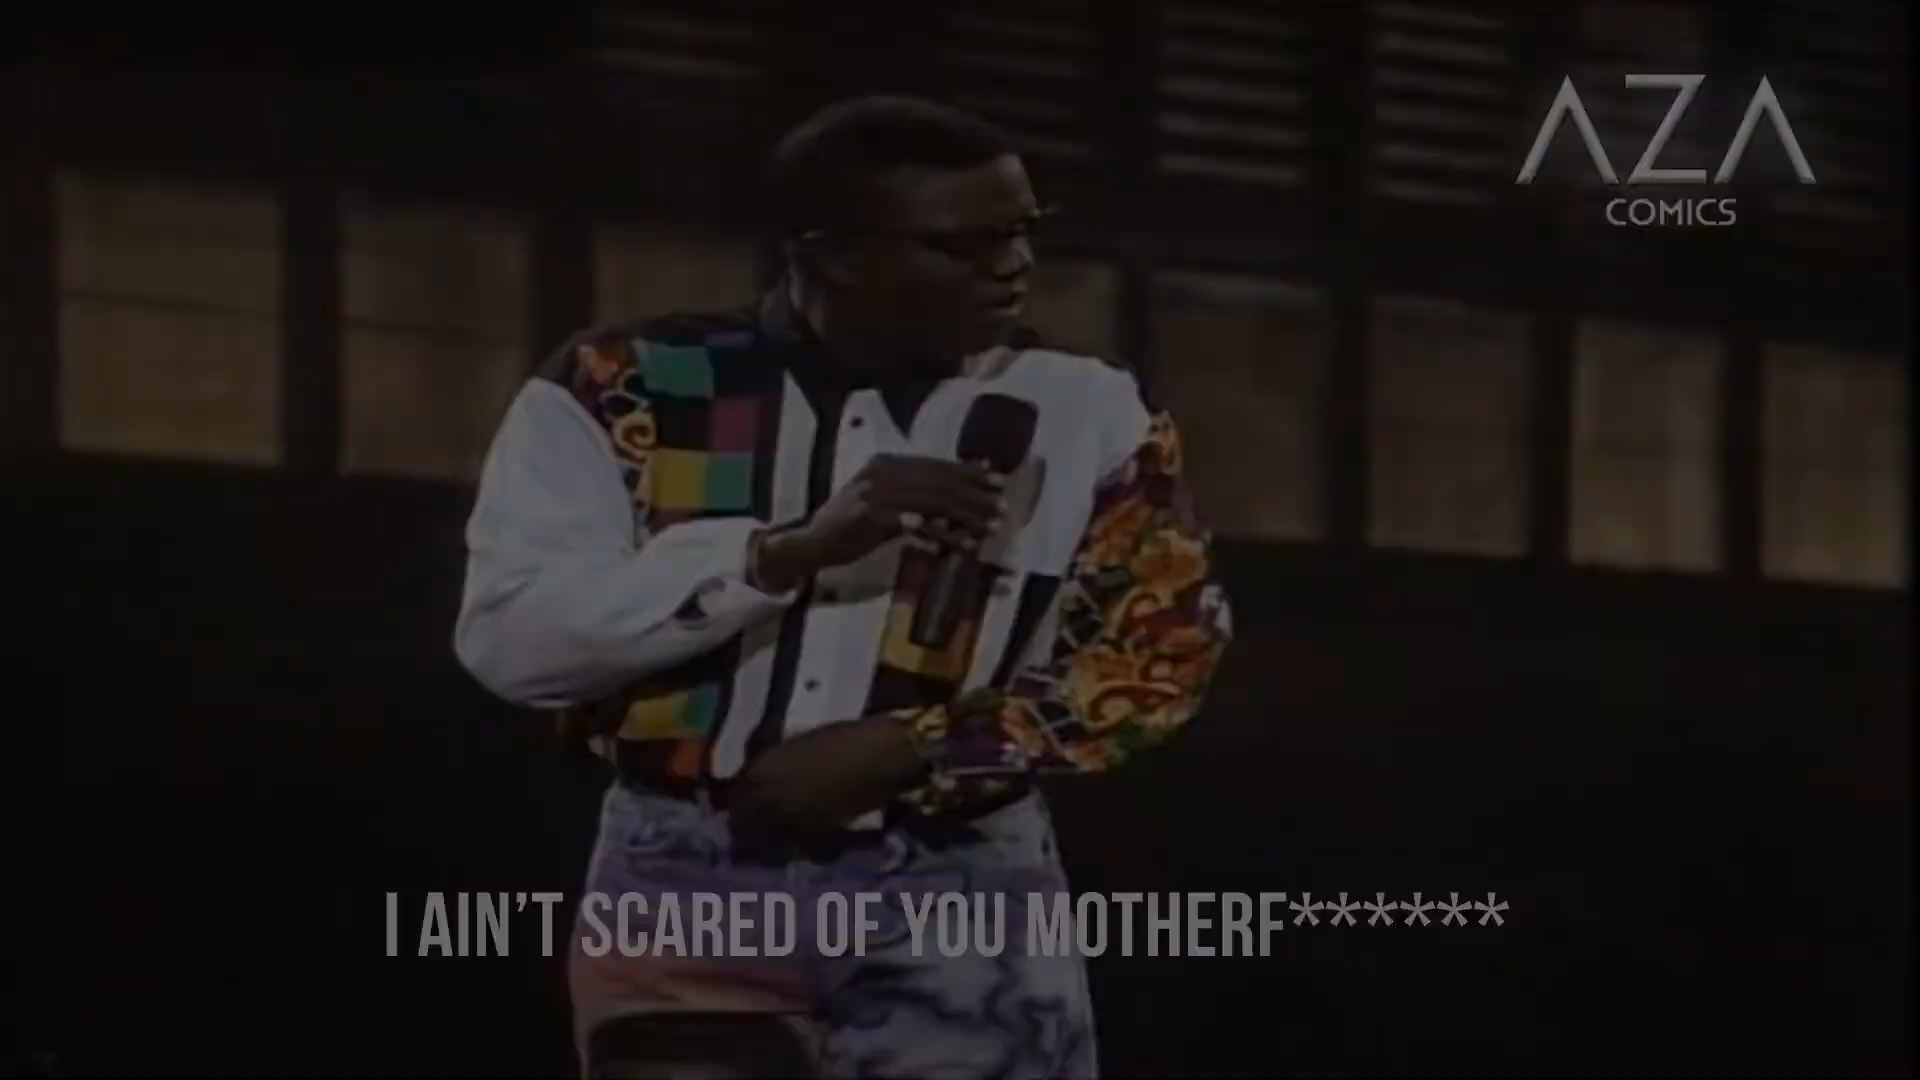 AZA
COMICS
I AIN'T SCARED OF YOU MOTHERF******